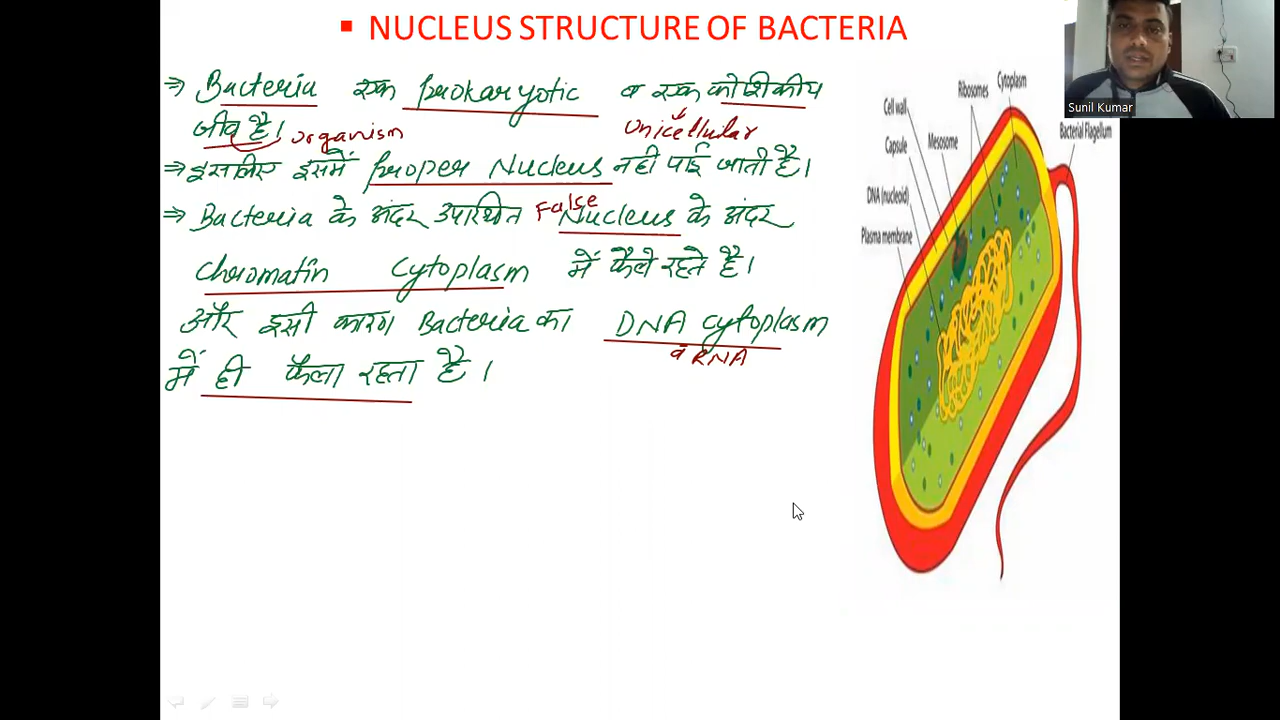 ▪ NUCLEUS STRUCTURE OF BACTERIA
⇒ Bacteria एक prokaryotic व एक कोशिकीय
जीव है। organism unicellular
⇒ इसलिए इसमें proper Nucleus नही पाई जाती है।
False
⇒ Bacteria के अंदर उपस्थित Nucleus के अंदर
chromatin cytoplasm में फैले रहते है।
और इसी कारण Bacteria का DNA cytoplasm
व RNA
में ही फैला रहता है।
Cytoplasm
Ribosomes
Cell wall
Bacterial Flagellum
Mesosome
Capsule
DNA (nucleoid)
Plasma membrane
Sunil Kumar